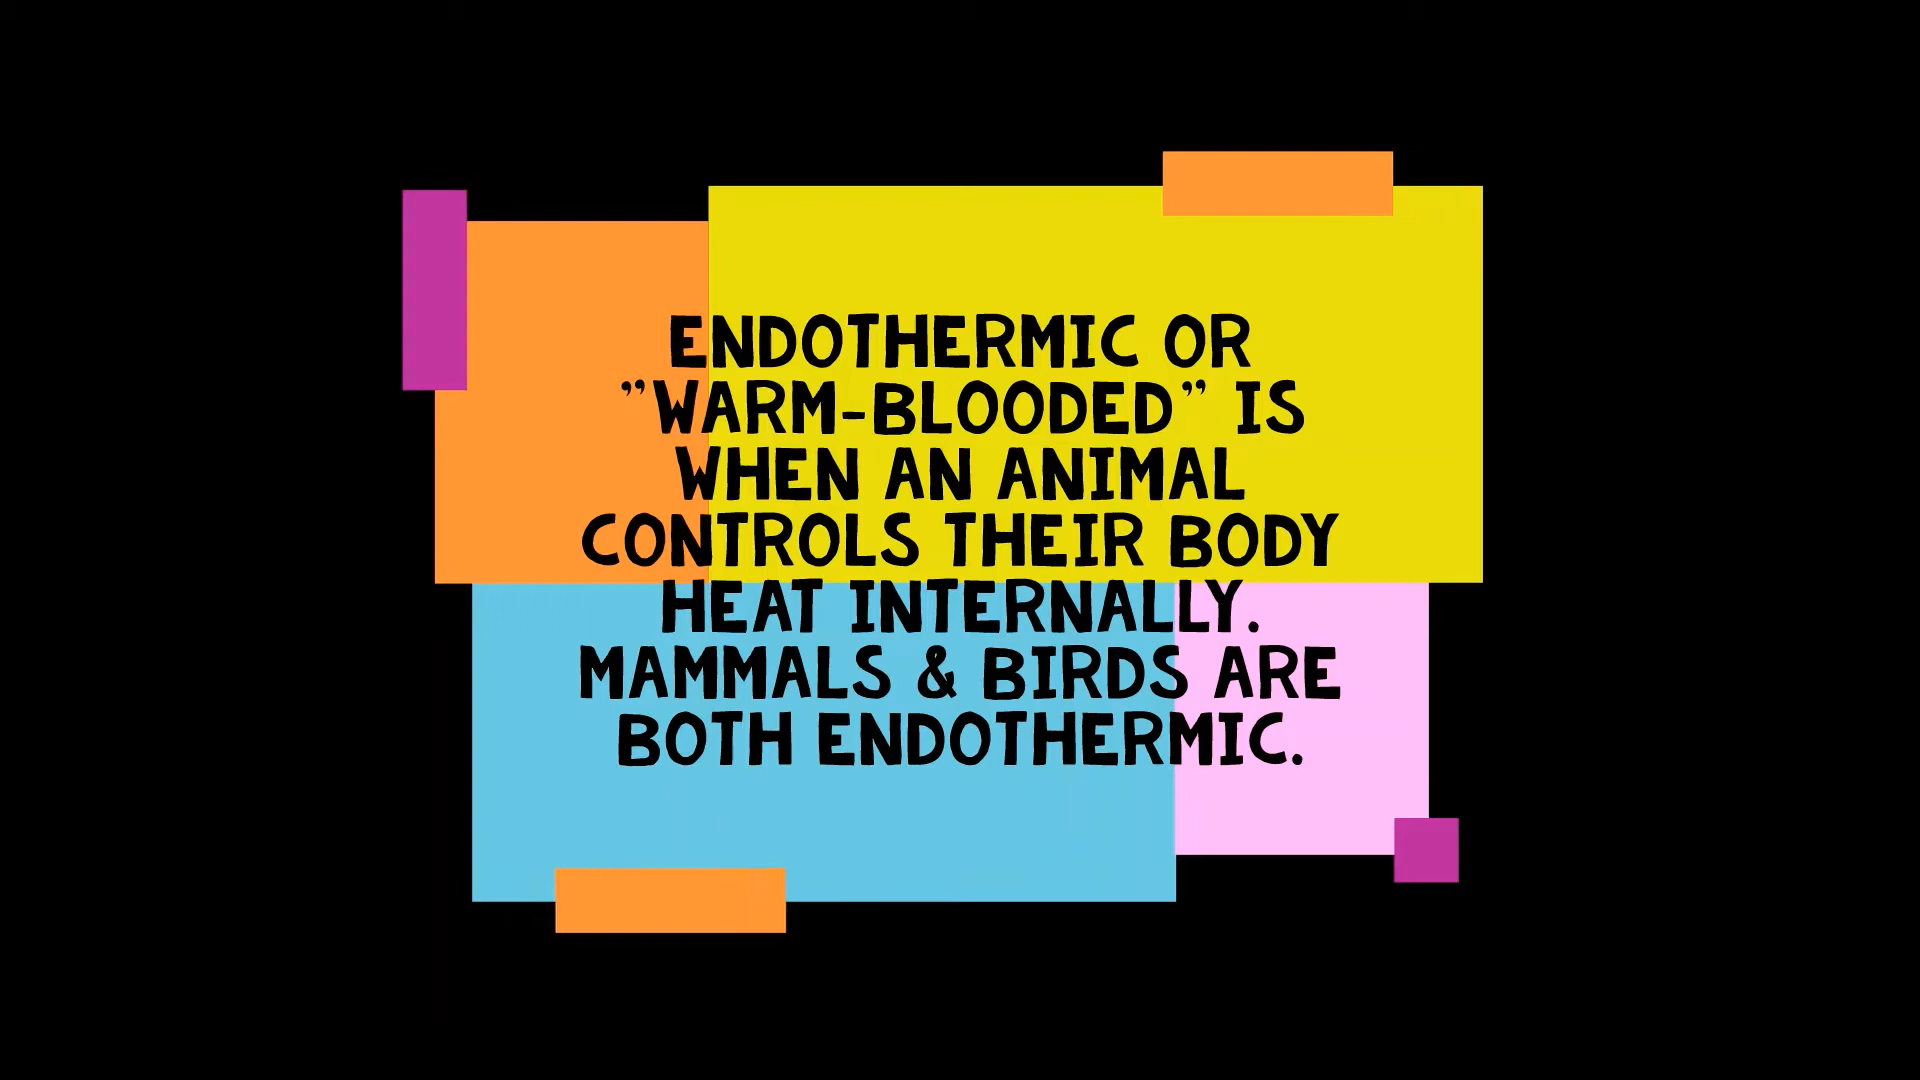 ENDOTHERMIC OR
”WARM-BLOODED” IS
WHEN AN ANIMAL
CONTROLS THEIR BODY
HEAT INTERNALLY.
MAMMALS & BIRDS ARE
BOTH ENDOTHERMIC.